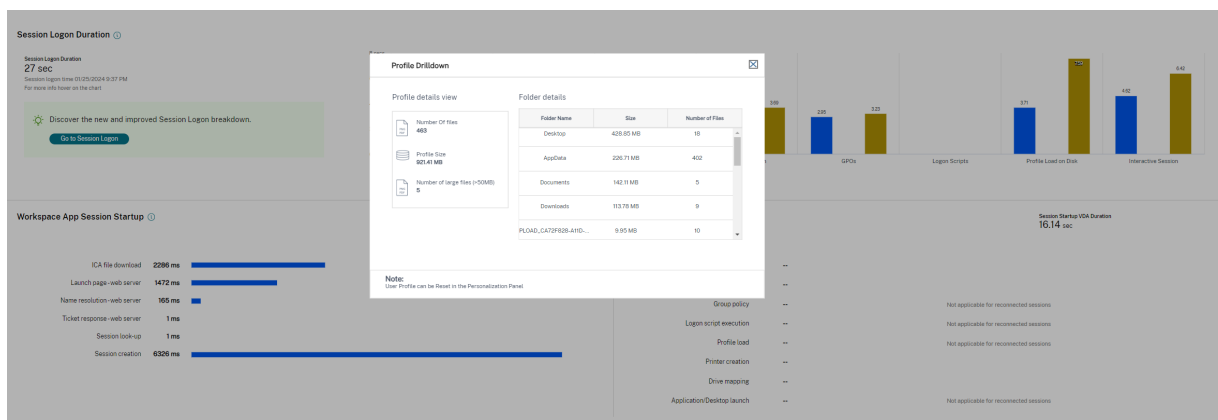 Session Logon Duration
Session Logon Duration
27 sec
Session logon time 01/25/2024 9:37 PM
For more info hover on the chart
Discover the new and improved Session Logon breakdown.
Go to Session Logon
Profile Drilldown
Profile details view
Number Of files
463
Profile Size
921.41 MB
Number of large files (>50MB)
5
Folder details
Folder Name Size Number of Files
Desktop 428.85 MB 18
AppData 226.71 MB 402
Documents 142.11 MB 5
Downloads 113.78 MB 9
PLOAD_CA72F828-A11D-... 9.95 MB 10
Note:
User Profile can be Reset in the Personalization Panel
3.23
3.71
4.92
6.42
GPOs
Logon Scripts
Profile Load on Disk
Interactive Session
Workspace App Session Startup
ICA file download 2286 ms
Launch page-web server 1472 ms
Name resolution-web server 165 ms
Ticket response-web server 1 ms
Session look-up 1 ms
Session creation 6326 ms
Session Startup VDA Duration
16.14 sec
--
--
Group policy -- Not applicable for reconnected sessions
Logon script execution -- Not applicable for reconnected sessions
Profile load -- Not applicable for reconnected sessions
Printer creation --
Drive mapping --
Application/Desktop launch -- Not applicable for reconnected sessions